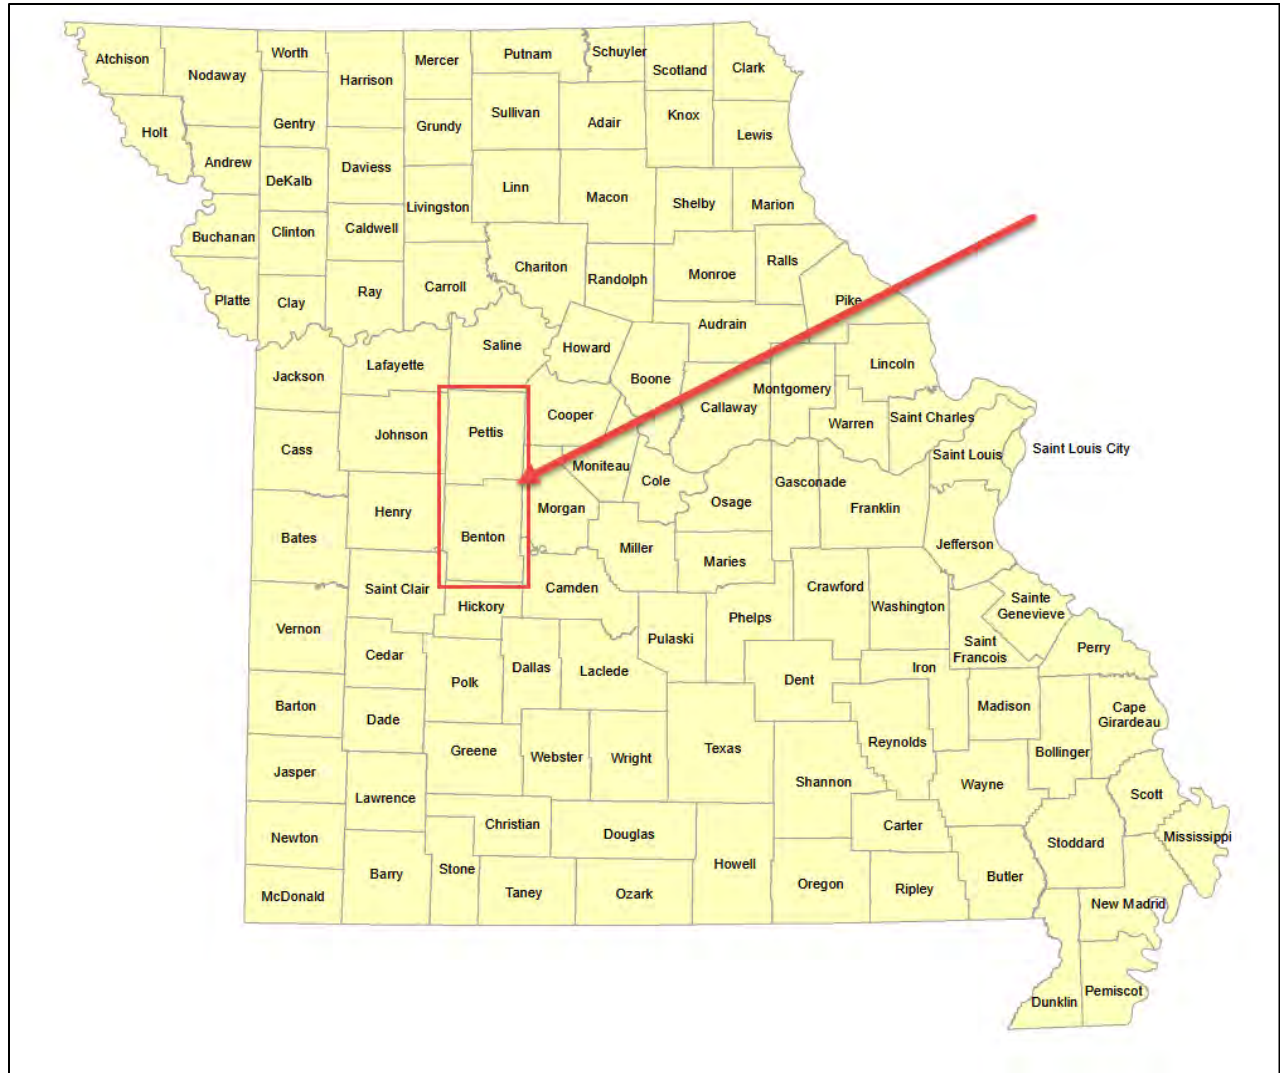 Atchison
Nodaway
Worth
Harrison
Mercer
Putnam
Schuyler
Scotland
Clark
Holt
Andrew
Gentry
DeKalb
Daviess
Grundy
Sullivan
Adair
Knox
Lewis
Buchanan
Clinton
Caldwell
Livingston
Linn
Macon
Shelby
Marion
Platte
Clay
Ray
Carroll
Chariton
Randolph
Monroe
Ralls
Pike
Audrain
Jackson
Lafayette
Saline
Howard
Boone
Callaway
Montgomery
Lincoln
Cass
Johnson
Pettis
Cooper
Moniteau
Cole
Warren
Saint Charles
Saint Louis
Saint Louis City
Bates
Henry
Benton
Morgan
Miller
Osage
Gasconade
Franklin
Jefferson
Maries
Vernon
Saint Clair
Hickory
Camden
Pulaski
Phelps
Crawford
Washington
Sainte
Genevieve
Saint
Francois
Perry
Cedar
Polk
Dallas
Laclede
Dent
Iron
Madison
Cape
Girardeau
Bollinger
Barton
Dade
Greene
Webster
Wright
Texas
Reynolds
Shannon
Wayne
Scott
Mississippi
Jasper
Lawrence
Christian
Douglas
Carter
Stoddard
Newton
Barry
Stone
Taney
Ozark
Howell
Oregon
Ripley
Butler
New Madrid
McDonald
Dunklin
Pemiscot